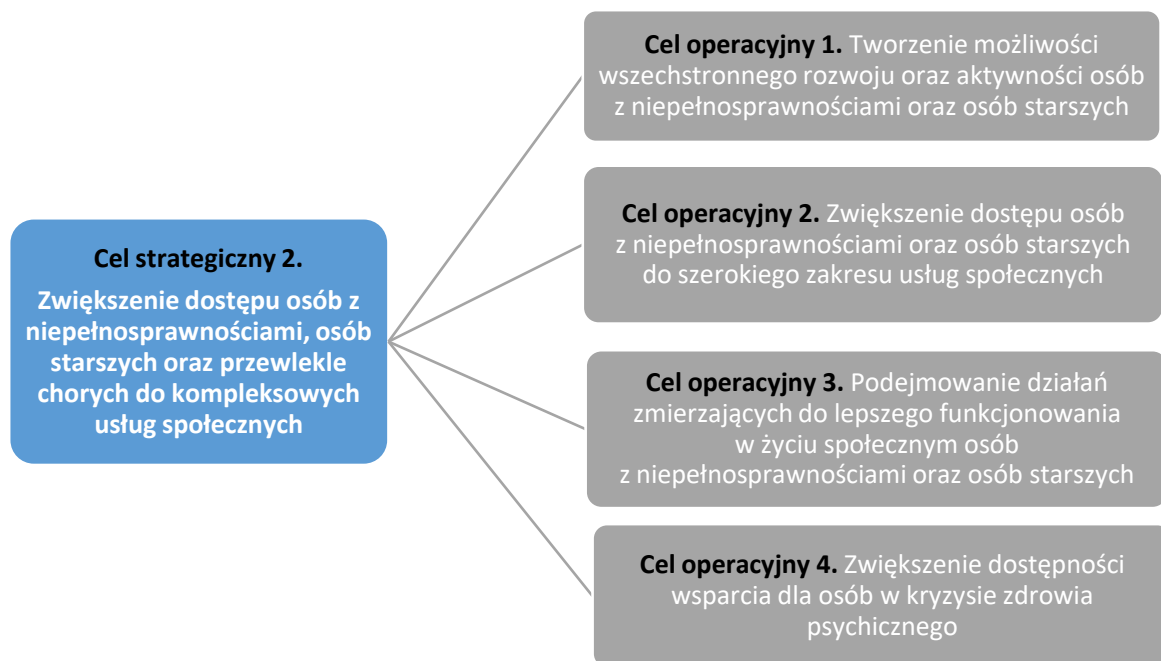 Cel strategiczny 2.
Zwiększenie dostępu osób z
niepełnosprawnościami, osób
starszych oraz przewlekle
chorych do kompleksowych
usług społecznych
Cel operacyjny 1. Tworzenie możliwości
wszechstronnego rozwoju oraz aktywności osób
z niepełnosprawnościami oraz osób starszych
Cel operacyjny 2. Zwiększenie dostępu osób
z niepełnosprawnościami oraz osób starszych
do szerokiego zakresu usług społecznych
Cel operacyjny 3. Podejmowanie działań
zmierzających do lepszego funkcjonowania
w życiu społecznym osób
z niepełnosprawnościami oraz osób starszych
Cel operacyjny 4. Zwiększenie dostępności
wsparcia dla osób w kryzysie zdrowia
psychicznego